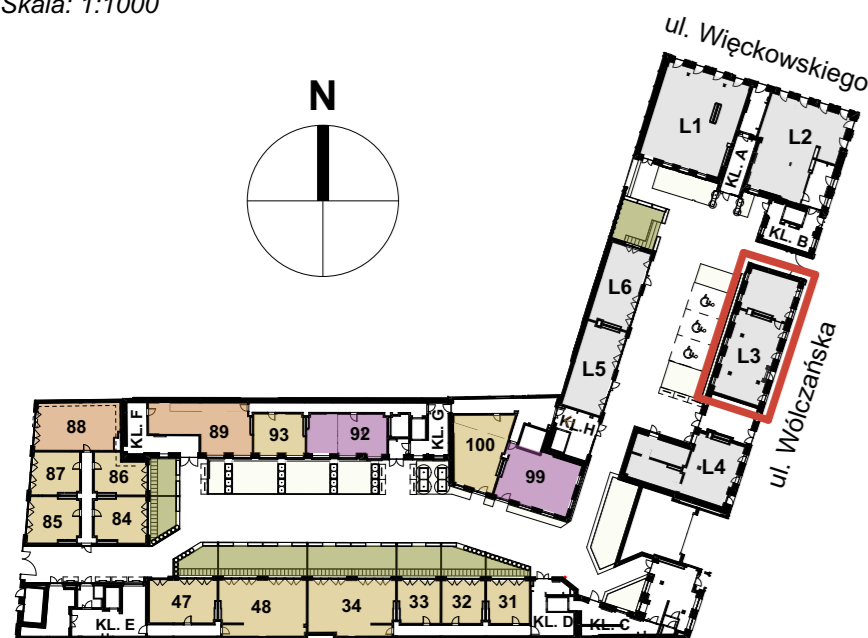 Skala: 1:1000
ul. Więckowskiego
N
L1
KL. A
L2
KL. B
L6
L3
L5
ul. Wólczańska
88
KL. F
89
93
92
KL. G
100
KL.H
99
L4
87
86
85
84
47
48
34
33
32
31
KL. E
KL. D
KL. C